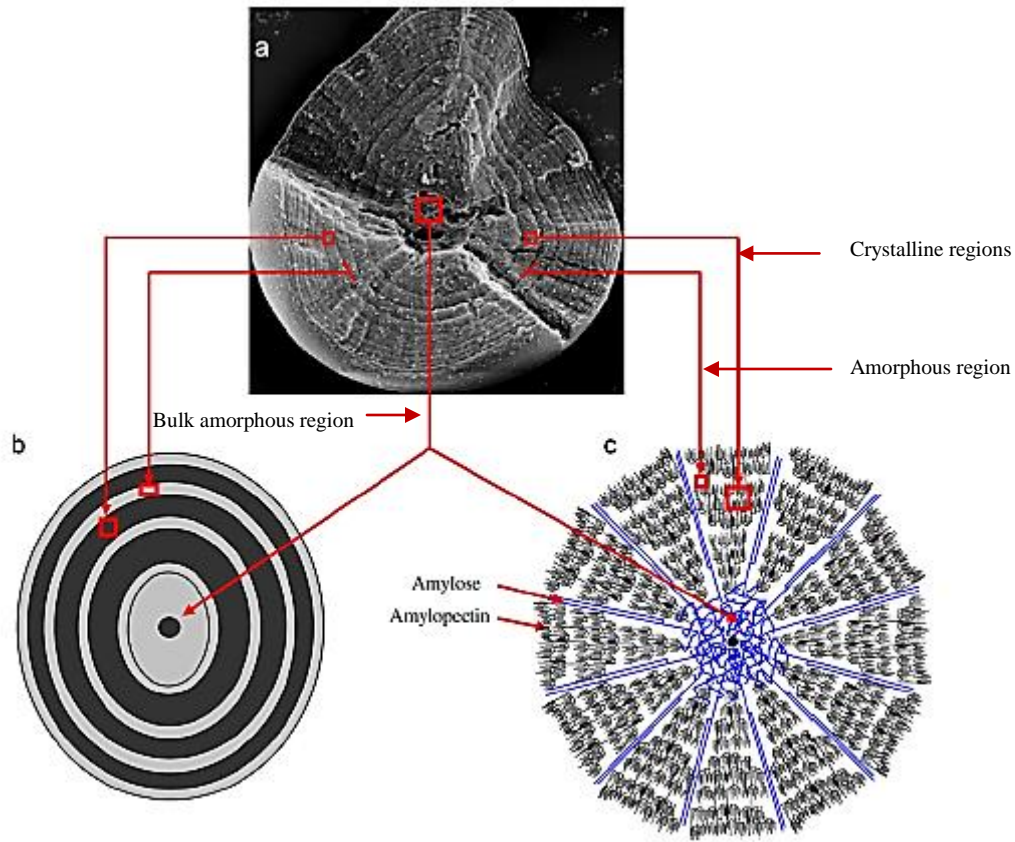 a
Crystalline regions
Amorphous region
Bulk amorphous region
b
c
Amylose
Amylopectin